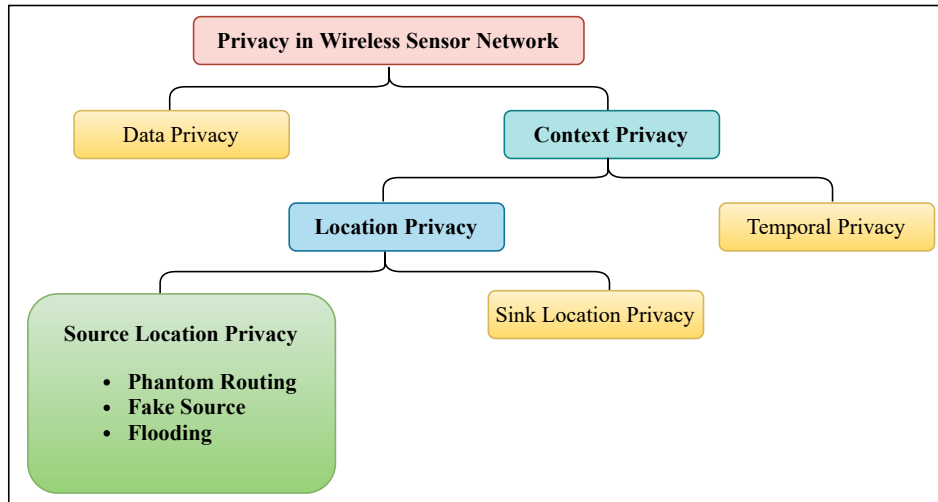 Privacy in Wireless Sensor Network
Data Privacy
Context Privacy
Location Privacy
Temporal Privacy
Source Location Privacy
• Phantom Routing
• Fake Source
• Flooding
Sink Location Privacy